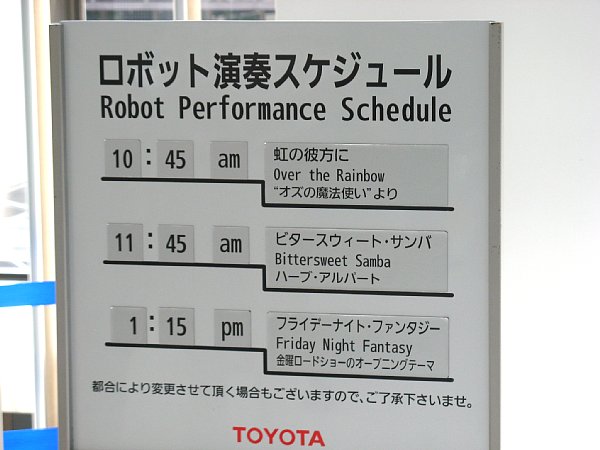 ロボット演奏スケジュール
Robot Performance Schedule
10:45 am
虹の彼方に
Over the Rainbow
"オズの魔法使い"より
11:45 am
ビタースウィート・サンバ
Bittersweet Samba
ハーブ・アルパート
1:15 pm
フライデーナイト・ファンタジー
Friday Night Fantasy
金曜ロードショーのオープニングテーマ
都合により変更させて頂く場合もございますので、ご了承下さいませ。
TOYOTA